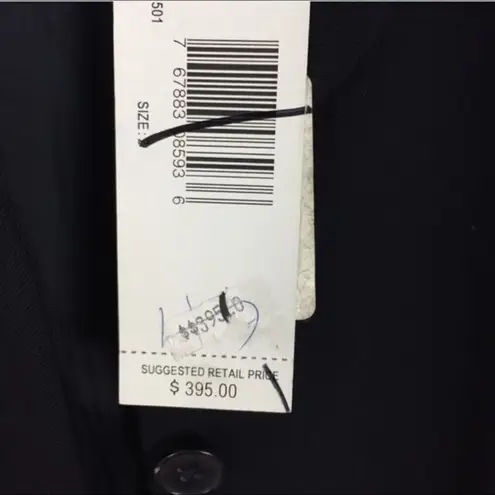 501
7 67883 08593 6
SIZE:
SUGGESTED RETAIL PRICE
$ 395.00